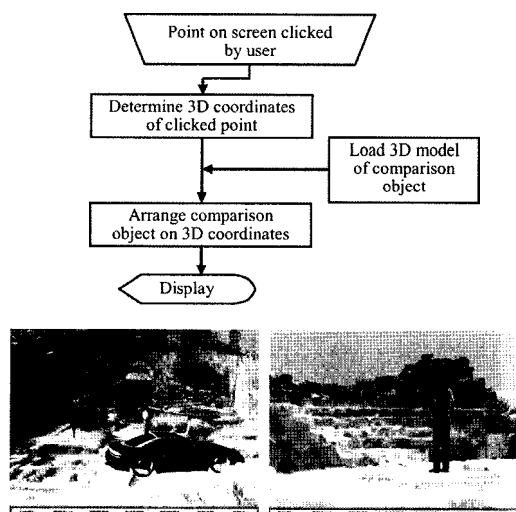 Point on screen clicked
by user
Determine 3D coordinates
of clicked point
Load 3D model
of comparison
object
Arrange comparison
object on 3D coordinates
Display